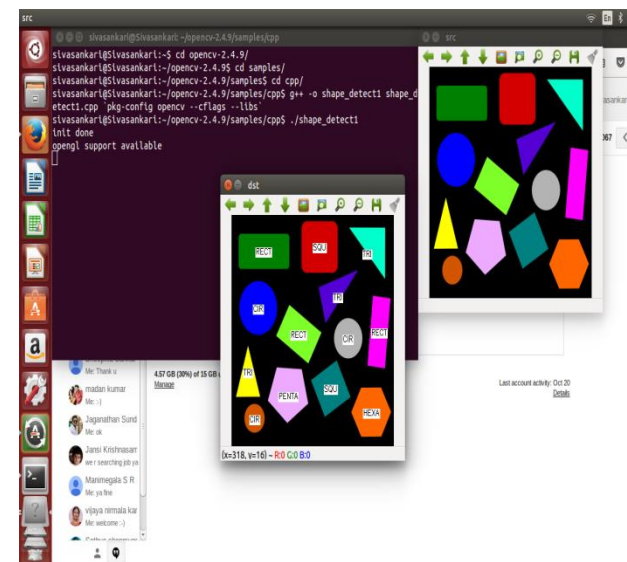 src
En
sivasankari@Sivasankari: ~/opencv-2.4.9/samples/cpp
src
sivasankari@Sivasankari:~$ cd opencv-2.4.9/
sivasankari@Sivasankari:~/opencv-2.4.9$ cd samples/
sivasankari@Sivasankari:~/opencv-2.4.9/samples$ cd cpp/
sivasankari@Sivasankari:~/opencv-2.4.9/samples/cpp$ g++ -o shape_detect1 shape_d
etect1.cpp `pkg-config opencv --cflags --libs`
sivasankari@Sivasankari:~/opencv-2.4.9/samples/cpp$ ./shape_detect1
init done
opengl support available
dst
RECT
SQUI
TRI
CIR
TRI
RECT
CIR
RECT
TRI
PENTA
SQUI
CIR
HEXA
(x=318, y=16) ~ R:0 G:0 B:0
Me: Thank u
madan kumar
Me: :-)
Jaganathan Sund
Me: ok
Jansi Krishnasam
we r searching job ya
Manimegala S R
Me: ya fine
vijaya nirmala kar
Me: welcome :-)
4.57 GB (30%) of 15 GB
Manage
Last account activity: Oct 20
Details